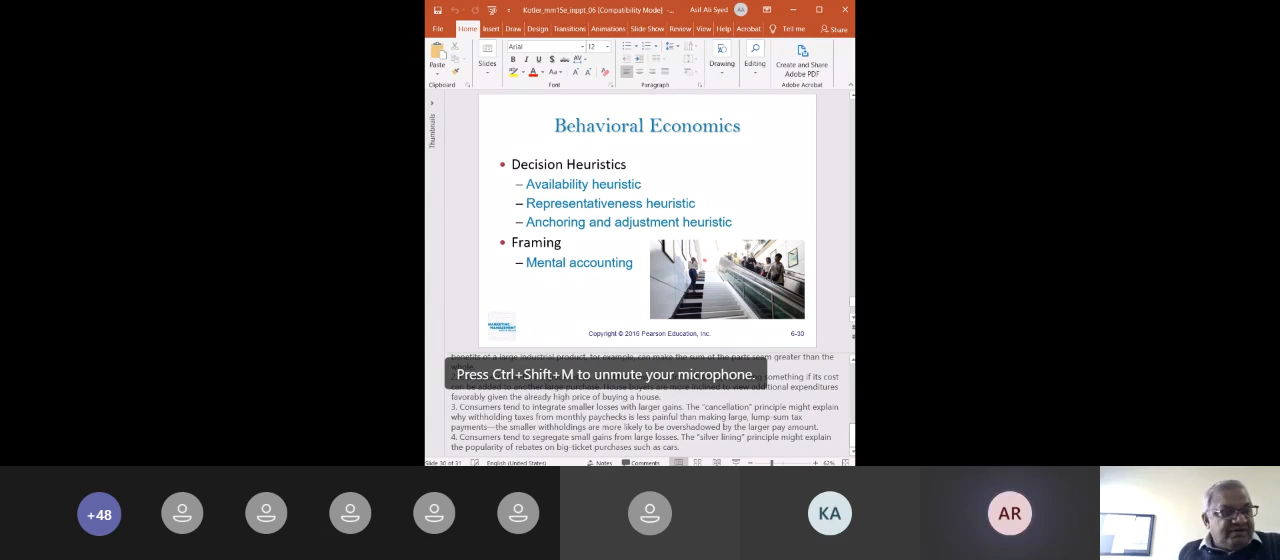 Kotler_mm15e_inppt_06 [Compatibility Mode] - ...
Asif Ali Syed
AS
File Home Insert Draw Design Transitions Animations Slide Show Review View Help Acrobat Tell me Share
Paste
Clipboard
Slides
Arial
12
Font
Paragraph
Drawing
Editing
Create and Share
Adobe PDF
Adobe Acrobat
Thumbnails
Behavioral Economics
• Decision Heuristics
– Availability heuristic
– Representativeness heuristic
– Anchoring and adjustment heuristic
• Framing
– Mental accounting
MARKETING
MANAGEMENT
Copyright © 2016 Pearson Education, Inc.
6-30
benefits of a large industrial product, for example, can make the sum of the parts seem greater than the
Press Ctrl+Shift+M to unmute your microphone.
something if its cost
can be added to another large purchase. House buyers are more inclined to view additional expenditures
favorably given the already high price of buying a house.
3. Consumers tend to integrate smaller losses with larger gains. The "cancellation" principle might explain
why withholding taxes from monthly paychecks is less painful than making large, lump-sum tax
payments—the smaller withholdings are more likely to be overshadowed by the larger pay amount.
4. Consumers tend to segregate small gains from large losses. The "silver lining" principle might explain
the popularity of rebates on big-ticket purchases such as cars.
Slide 30 of 31
English (United States)
Notes
Comments
62%
+48
KA
AR